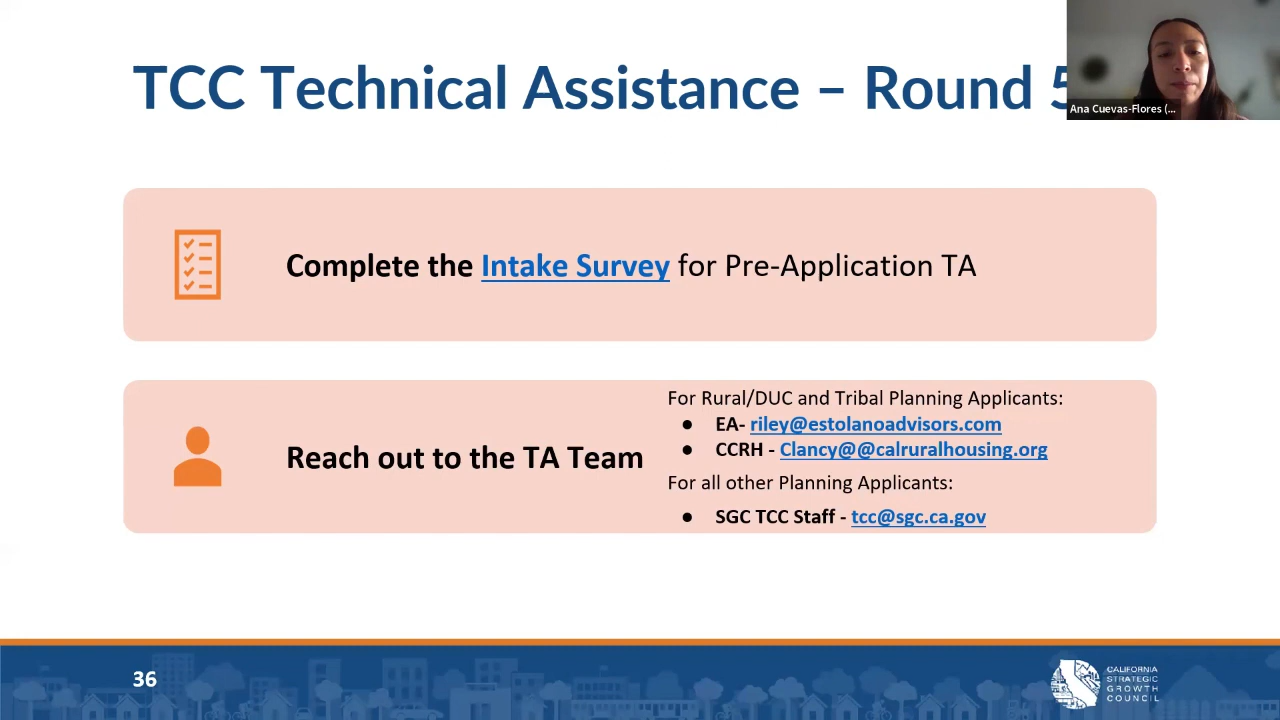 TCC Technical Assistance – Round 5
Ana Cuevas-Flores (...
Complete the Intake Survey for Pre-Application TA
Reach out to the TA Team
For Rural/DUC and Tribal Planning Applicants:
● EA- riley@estolanoadvisors.com
● CCRH - Clancy@@calruralhousing.org
For all other Planning Applicants:
● SGC TCC Staff - tcc@sgc.ca.gov
36
CALIFORNIA
STRATEGIC
GROWTH
COUNCIL